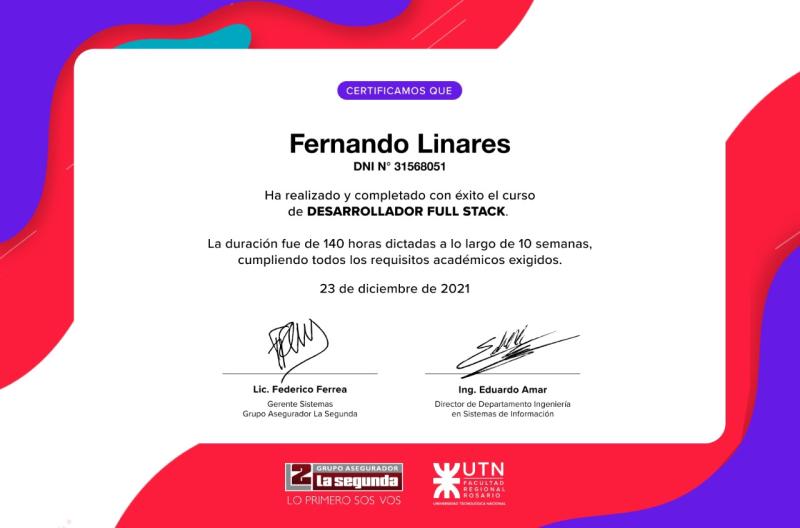 CERTIFICAMOS QUE
Fernando Linares
DNI N° 31568051
Ha realizado y completado con éxito el curso
de DESARROLLADOR FULL STACK.
La duración fue de 140 horas dictadas a lo largo de 10 semanas,
cumpliendo todos los requisitos académicos exigidos.
23 de diciembre de 2021
Lic. Federico Ferrea
Gerente Sistemas
Grupo Asegurador La Segunda
Ing. Eduardo Amar
Director de Departamento Ingeniería
en Sistemas de Información
2 GRUPO ASEGURADOR
La segunda
LO PRIMERO SOS VOS
UTN
FACULTAD
REGIONAL
ROSARIO
UNIVERSIDAD TECNOLÓGICA NACIONAL